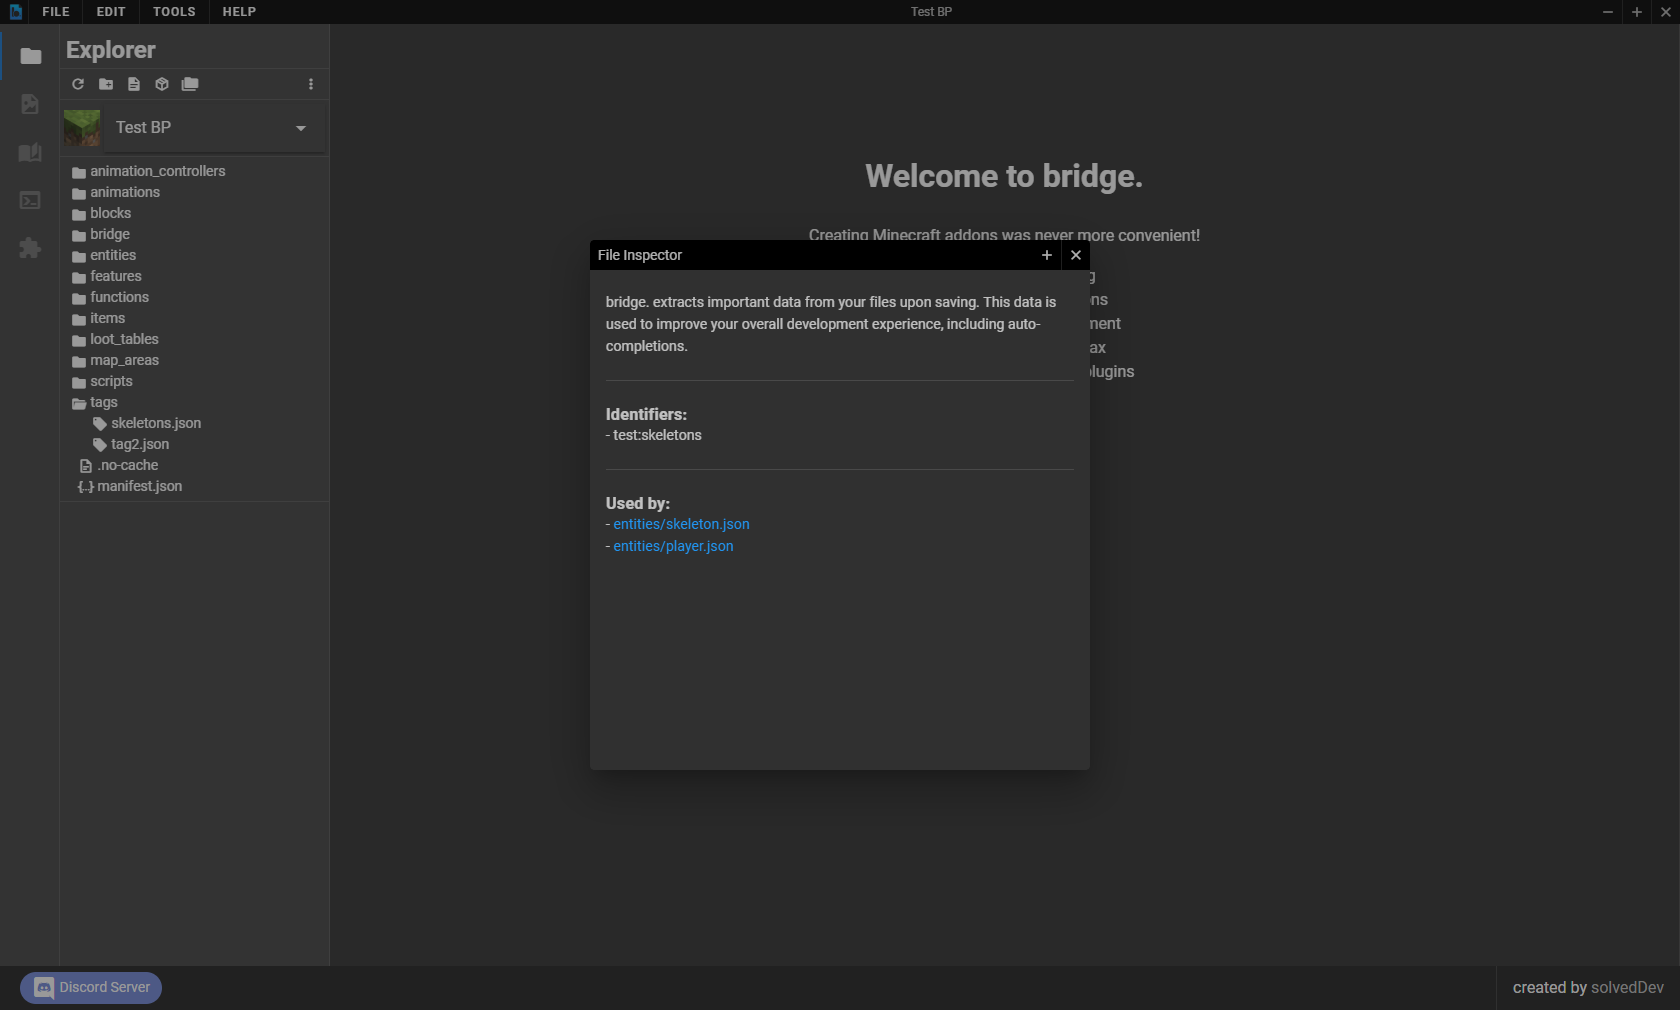 FILE EDIT TOOLS HELP
Test BP
Explorer
Test BP
animation_controllers
animations
blocks
bridge
entities
features
functions
items
loot_tables
map_areas
scripts
tags
skeletons.json
tag2.json
.no-cache
{..} manifest.json
Welcome to bridge.
Creating Minecraft addons was never more convenient!
File Inspector
bridge. extracts important data from your files upon saving. This data is
used to improve your overall development experience, including auto-
completions.
Identifiers:
- test:skeletons
Used by:
- entities/skeleton.json
- entities/player.json
Discord Server
created by solvedDev